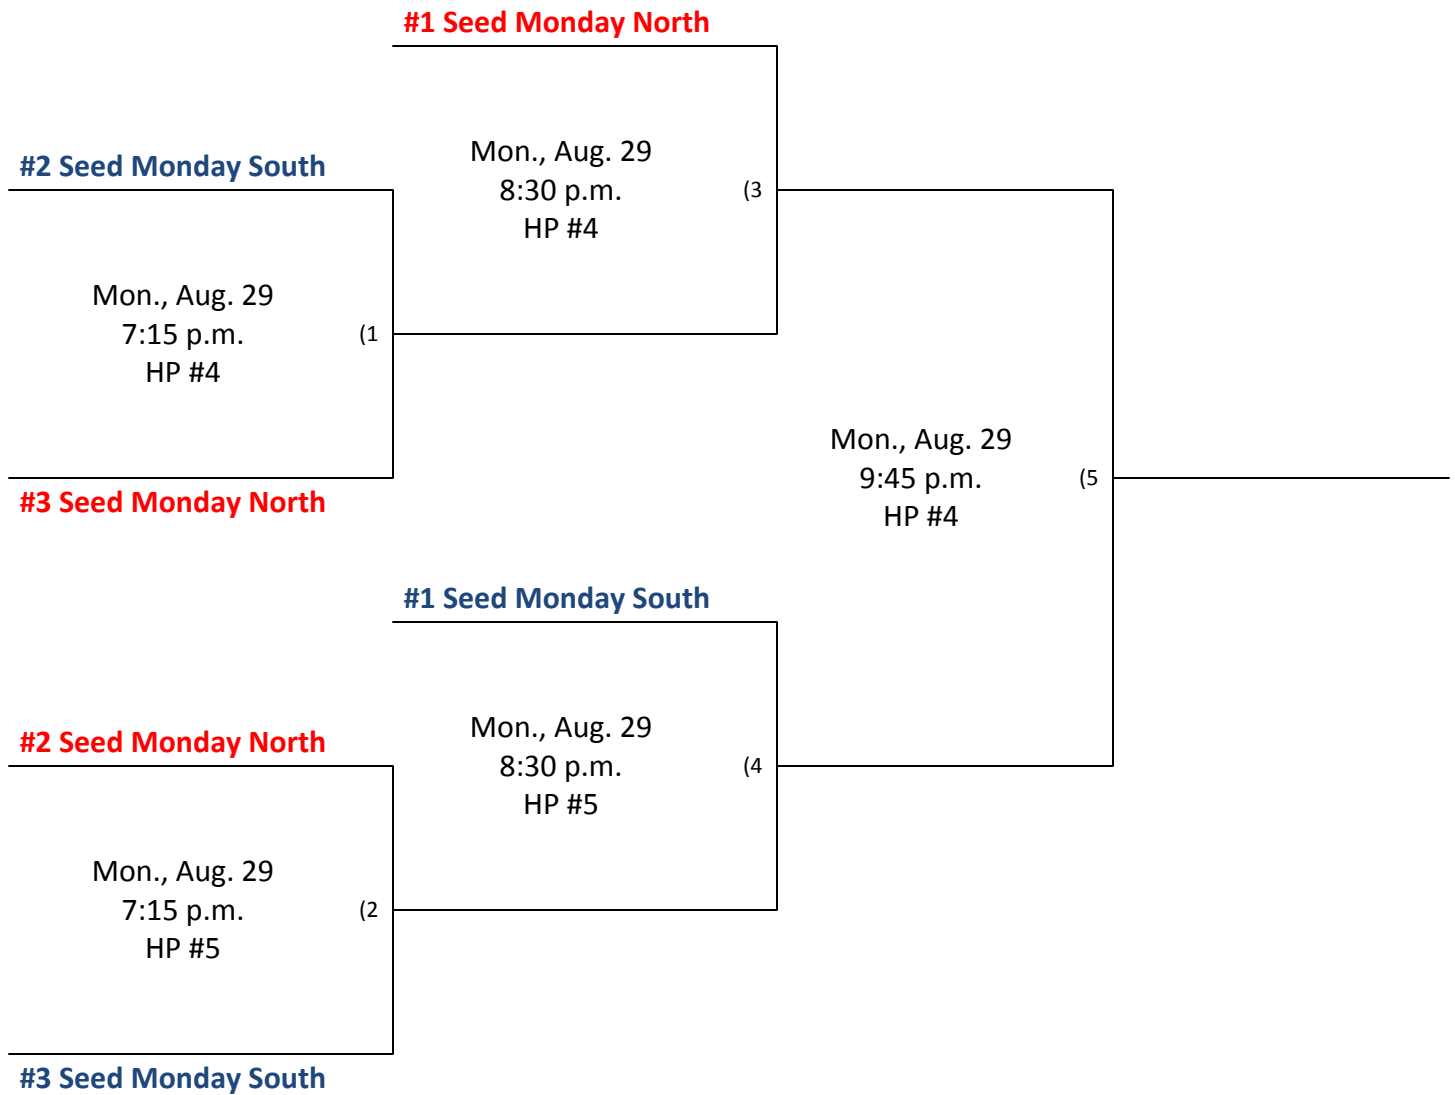 #1 Seed Monday North
Mon., Aug. 29
8:30 p.m.
HP #4
(3
#2 Seed Monday South
Mon., Aug. 29
7:15 p.m.
HP #4
(1
#3 Seed Monday North
Mon., Aug. 29
9:45 p.m.
HP #4
(5
#1 Seed Monday South
Mon., Aug. 29
8:30 p.m.
HP #5
(4
#2 Seed Monday North
Mon., Aug. 29
7:15 p.m.
HP #5
(2
#3 Seed Monday South